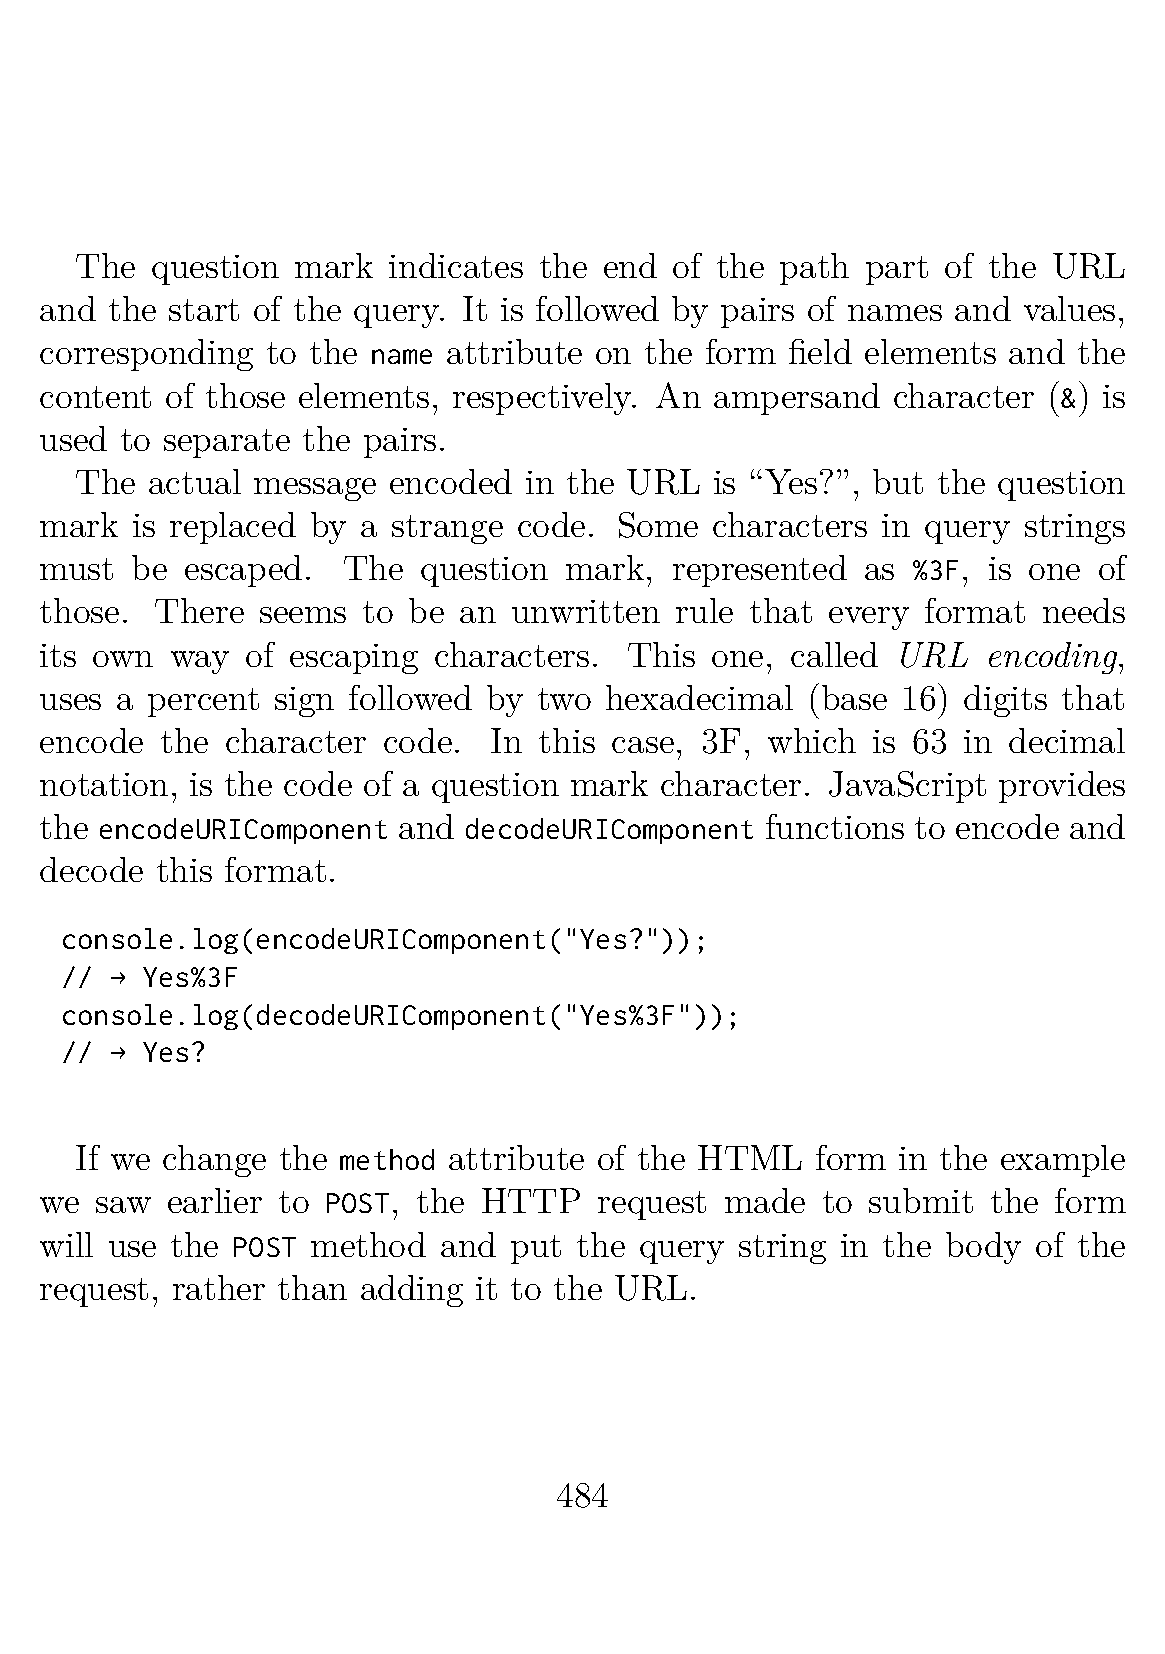 The question mark indicates the end of the path part of the URL
and the start of the query. It is followed by pairs of names and values,
corresponding to the name attribute on the form field elements and the
content of those elements, respectively. An ampersand character (&) is
used to separate the pairs.
The actual message encoded in the URL is “Yes?”, but the question
mark is replaced by a strange code. Some characters in query strings
must be escaped. The question mark, represented as %3F, is one of
those. There seems to be an unwritten rule that every format needs
its own way of escaping characters. This one, called URL encoding,
uses a percent sign followed by two hexadecimal (base 16) digits that
encode the character code. In this case, 3F, which is 63 in decimal
notation, is the code of a question mark character. JavaScript provides
the encodeURIComponent and decodeURIComponent functions to encode and
decode this format.
console.log(encodeURIComponent("Yes?"));
// → Yes%3F
console.log(decodeURIComponent("Yes%3F"));
// → Yes?
If we change the method attribute of the HTML form in the example
we saw earlier to POST, the HTTP request made to submit the form
will use the POST method and put the query string in the body of the
request, rather than adding it to the URL.
484